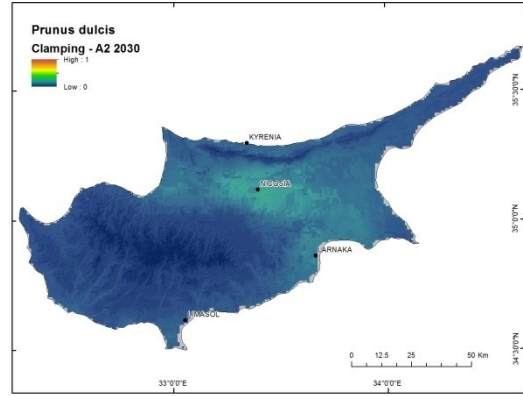 Prunus dulcis
Clamping - A2 2030
High : 1
Low : 0
KYRENIA
NICOSIA
ARNAKA
LIMASOL
35°30'0"N
35°0'0"N
34°30'0"N
0 12.5 25 50 Km
33°0'0"E
34°0'0"E